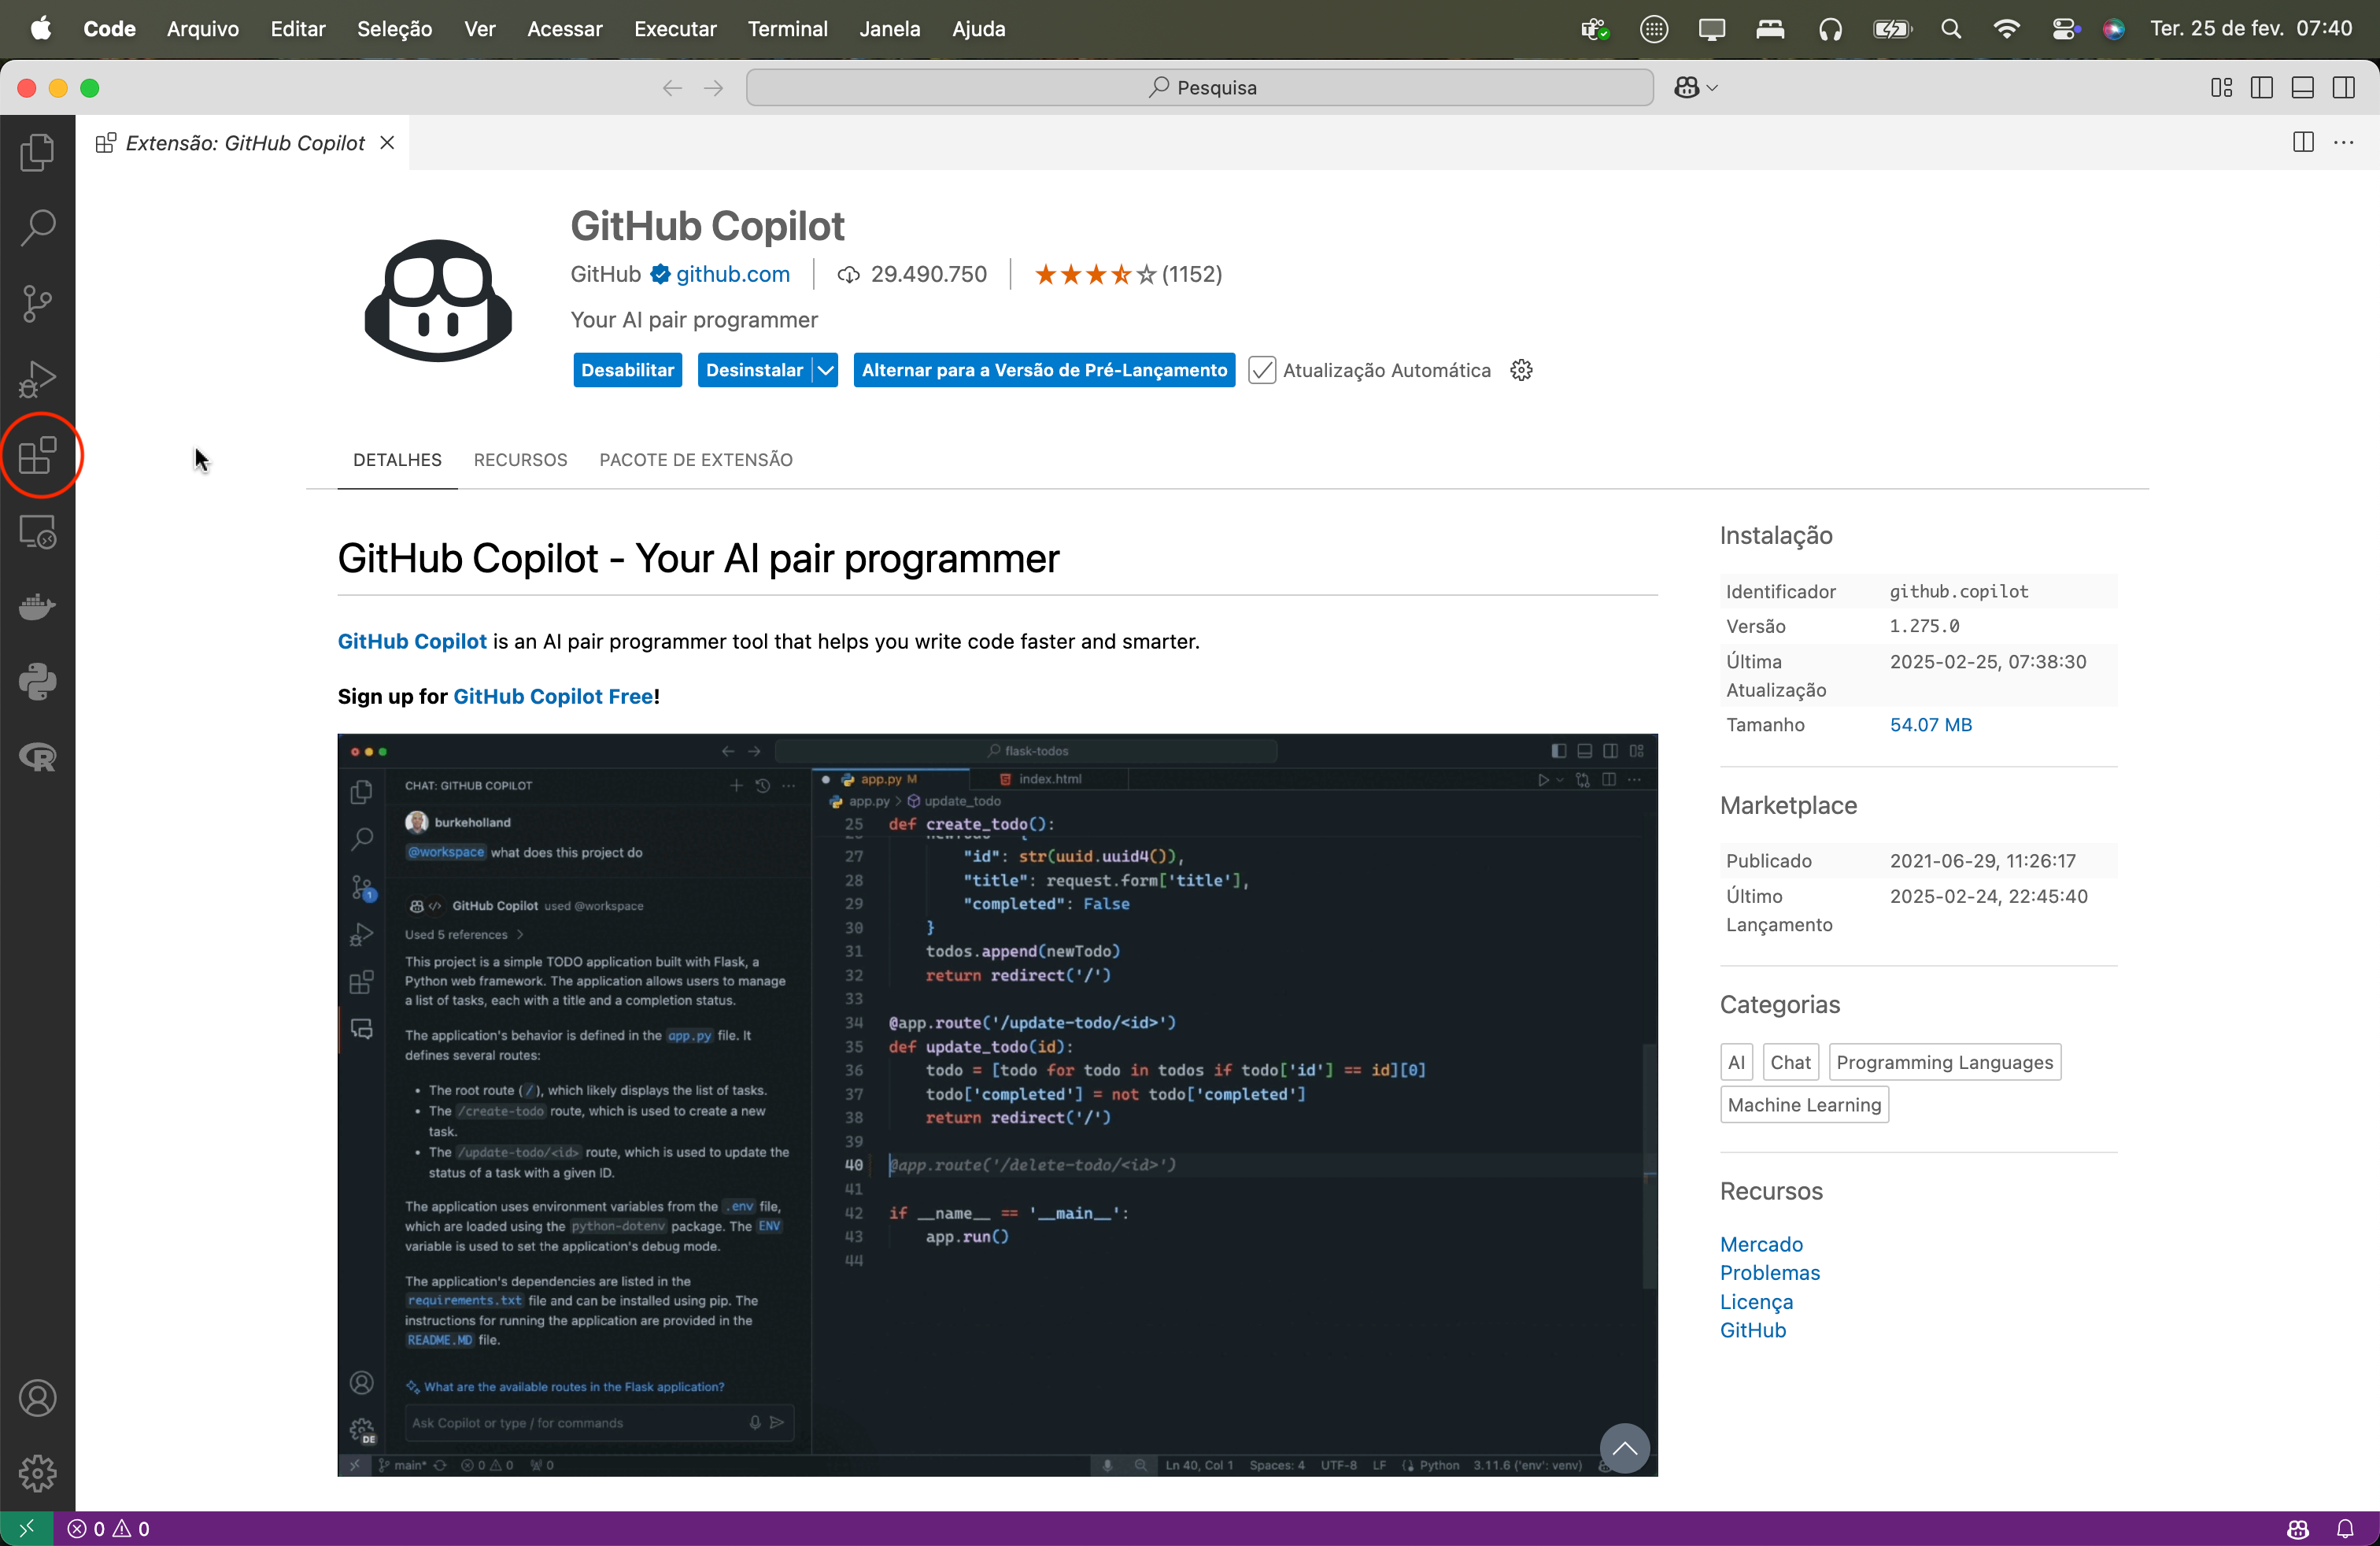 Code Arquivo Editar Seleção Ver Acessar Executar Terminal Janela Ajuda Ter. 25 de fev. 07:40
Pesquisa
Extensão: GitHub Copilot
GitHub Copilot
GitHub github.com 29.490.750 (1152)
Your AI pair programmer
Desabilitar Desinstalar Alternar para a Versão de Pré-Lançamento Atualização Automática
DETALHES RECURSOS PACOTE DE EXTENSÃO
GitHub Copilot - Your AI pair programmer
GitHub Copilot is an AI pair programmer tool that helps you write code faster and smarter.
Sign up for GitHub Copilot Free!
flask-todos
CHAT: GITHUB COPILOT
burkeholland
@workspace what does this project do
1
GitHub Copilot used @workspace
Used 5 references
This project is a simple TODO application built with Flask, a
Python web framework. The application allows users to manage
a list of tasks, each with a title and a completion status.
The application's behavior is defined in the app.py file. It
defines several routes:
• The root route (/), which likely displays the list of tasks.
• The /create-todo route, which is used to create a new
task.
• The /update-todo/<id> route, which is used to update the
status of a task with a given ID.
The application uses environment variables from the .env file,
which are loaded using the python-dotenv package. The ENV
variable is used to set the application's debug mode.
The application's dependencies are listed in the
requirements.txt file and can be installed using pip. The
instructions for running the application are provided in the
README.MD file.
What are the available routes in the Flask application?
Ask Copilot or type / for commands
DE
app.py M index.html
app.py > update_todo
25 def create_todo():
27 "id": str(uuid.uuid4()),
28 "title": request.form['title'],
29 "completed": False
30 }
31 todos.append(newTodo)
32 return redirect('/')
33
34 @app.route('/update-todo/<id>')
35 def update_todo(id):
36 todo = [todo for todo in todos if todo['id'] == id][0]
37 todo['completed'] = not todo['completed']
38 return redirect('/')
39
40 @app.route('/delete-todo/<id>')
41
42 if __name__ == '__main__':
43 app.run()
44
main* 0 0 0 Ln 40, Col 1 Spaces: 4 UTF-8 LF Python 3.11.6 ('env': venv)
Instalação
Identificador github.copilot
Versão 1.275.0
Última 2025-02-25, 07:38:30
Atualização
Tamanho 54.07 MB
Marketplace
Publicado 2021-06-29, 11:26:17
Último 2025-02-24, 22:45:40
Lançamento
Categorias
AI Chat Programming Languages
Machine Learning
Recursos
Mercado
Problemas
Licença
GitHub
0 0